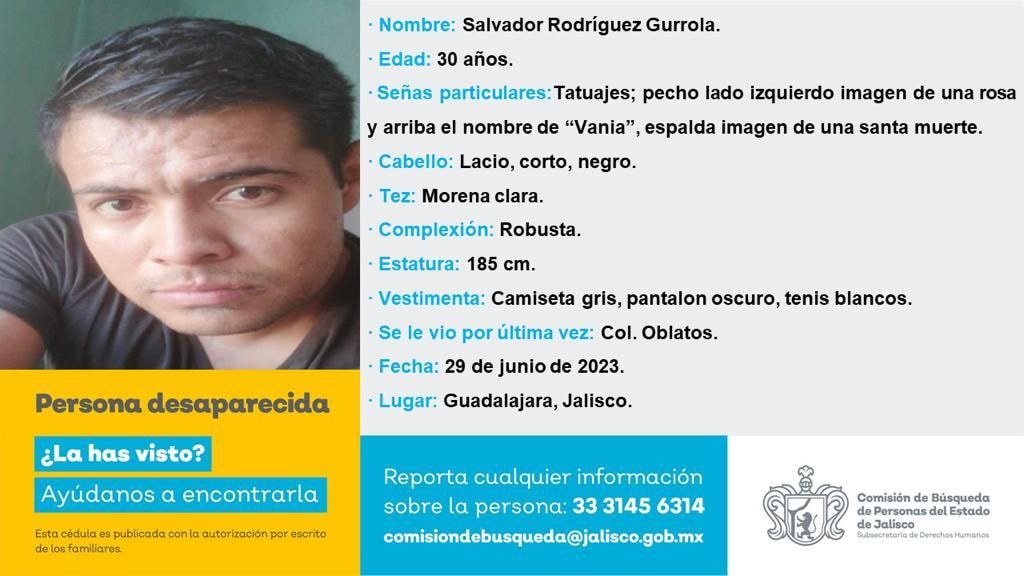 · Nombre: Salvador Rodríguez Gurrola.
· Edad: 30 años.
· Señas particulares:Tatuajes; pecho lado izquierdo imagen de una rosa
y arriba el nombre de “Vania”, espalda imagen de una santa muerte.
· Cabello: Lacio, corto, negro.
· Tez: Morena clara.
· Complexión: Robusta.
· Estatura: 185 cm.
· Vestimenta: Camiseta gris, pantalon oscuro, tenis blancos.
· Se le vio por última vez: Col. Oblatos.
· Fecha: 29 de junio de 2023.
· Lugar: Guadalajara, Jalisco.
Persona desaparecida
¿La has visto?
Ayúdanos a encontrarla
Esta cédula es publicada con la autorización por escrito
de los familiares.
Reporta cualquier información
sobre la persona: 33 3145 6314
comisiondebusqueda@jalisco.gob.mx
Comisión de Búsqueda
de Personas del Estado
de Jalisco
Subsecretaría de Derechos Humanos